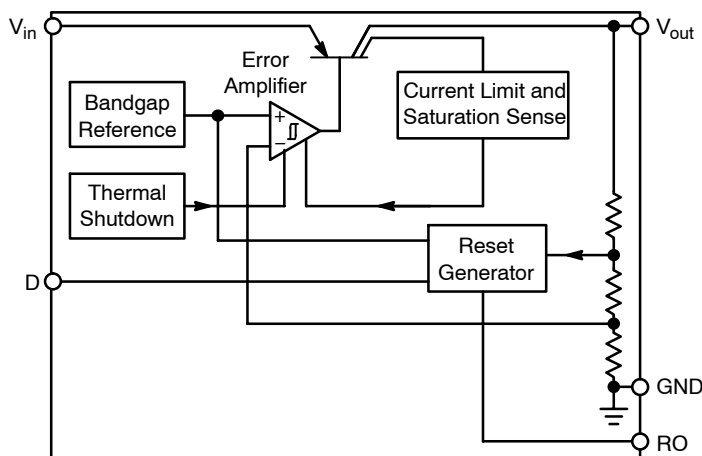 Vin
Vout
Error
Amplifier
Bandgap
Reference
Current Limit and
Saturation Sense
+
−
Thermal
Shutdown
Reset
Generator
D
GND
RO